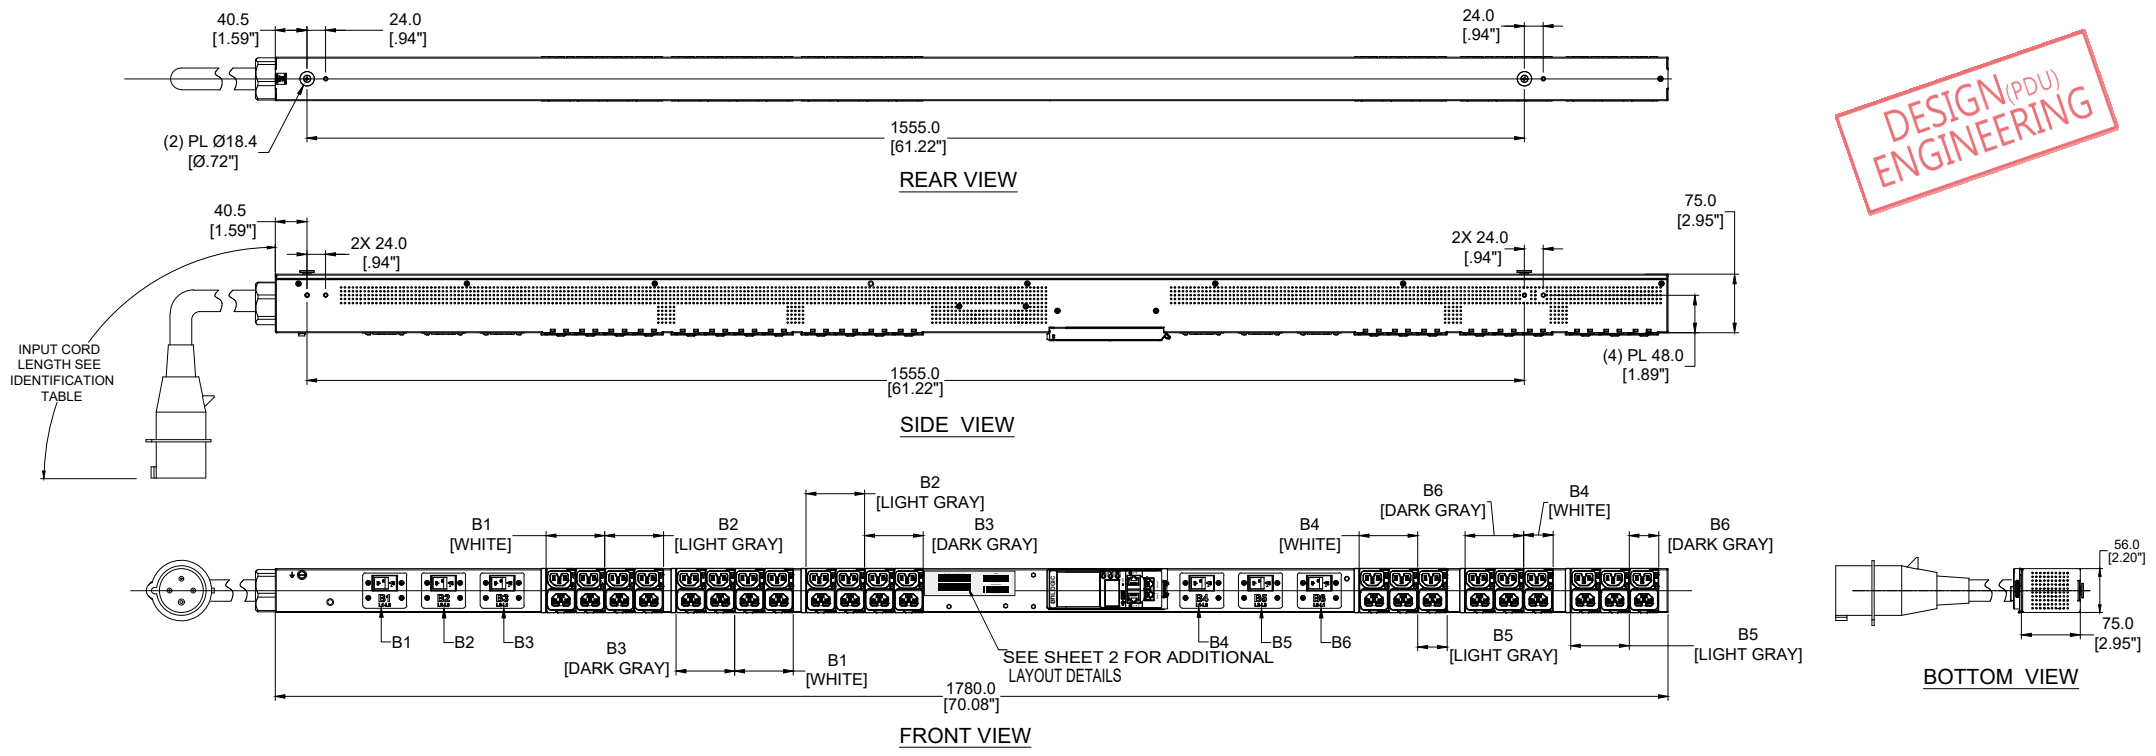 40.5
[1.59"]
24.0
[.94"]
24.0
[.94"]
(2) PL Ø18.4
[Ø.72"]
1555.0
[61.22"]
REAR VIEW
DESIGN(PDU)
ENGINEERING
40.5
[1.59"]
2X 24.0
[.94"]
2X 24.0
[.94"]
75.0
[2.95"]
INPUT CORD
LENGTH SEE
IDENTIFICATION
TABLE
(4) PL 48.0
[1.89"]
1555.0
[61.22"]
SIDE VIEW
B1
[WHITE]
B2
[LIGHT GRAY]
B2
[LIGHT GRAY]
B3
[DARK GRAY]
B4
[WHITE]
B6
[DARK GRAY]
B4
[WHITE]
B6
[DARK GRAY]
B1
B2
B3
B4
B5
B6
B1
B2
B3
B3
[DARK GRAY]
B1
[WHITE]
SEE SHEET 2 FOR ADDITIONAL
LAYOUT DETAILS
B4
B5
B6
B5
[LIGHT GRAY]
B5
[LIGHT GRAY]
1780.0
[70.08"]
FRONT VIEW
56.0
[2.20"]
75.0
[2.95"]
BOTTOM VIEW